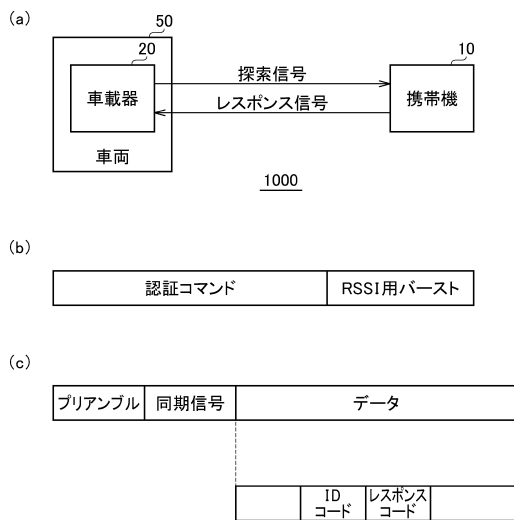 (a)
50
20
10
探索信号
車載器
携帯機
レスポンス信号
車両
1000
(b)
認証コマンド
RSSI用バースト
(c)
プリアンブル
同期信号
データ
ID
コード
レスポンス
コード